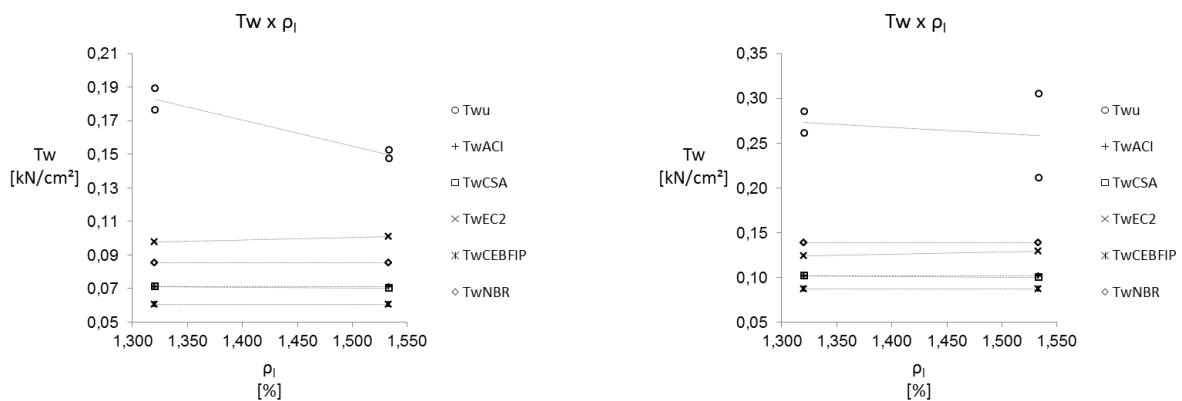 Tw x ρl
0,21
0,19
0,17
0,15
0,13
0,11
0,09
0,07
0,05
Tw
[kN/cm²]
1,300 1,350 1,400 1,450 1,500 1,550
ρl
[%]
Twu
TwACI
TwCSA
TwEC2
TwCEBFIP
TwNBR
Tw x ρl
0,35
0,30
0,25
0,20
0,15
0,10
0,05
Tw
[kN/cm²]
1,300 1,350 1,400 1,450 1,500 1,550
ρl
[%]
Twu
TwACI
TwCSA
TwEC2
TwCEBFIP
TwNBR